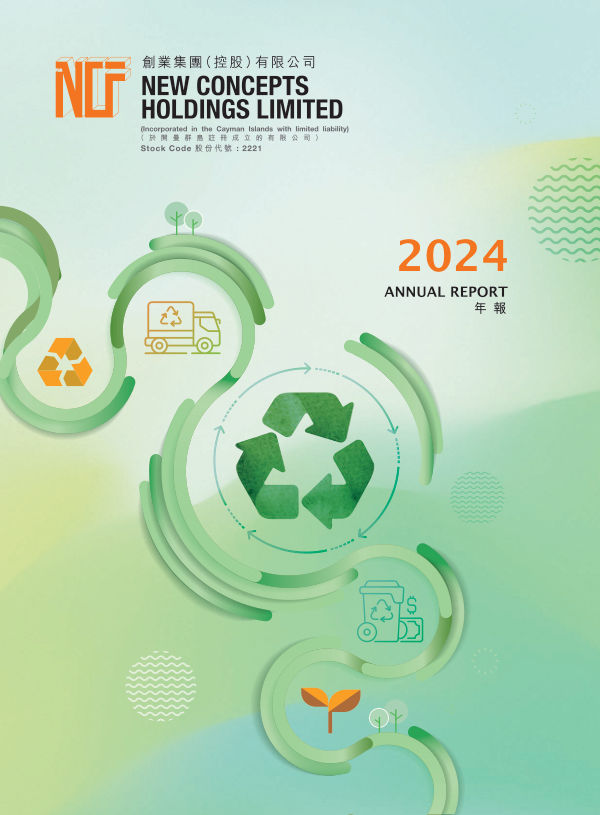 NCF
創業集團（控股）有限公司
NEW CONCEPTS
HOLDINGS LIMITED
(Incorporated in the Cayman Islands with limited liability)
（於開曼群島註冊成立的有限公司）
Stock Code 股份代號 : 2221
2024
ANNUAL REPORT
年報
$